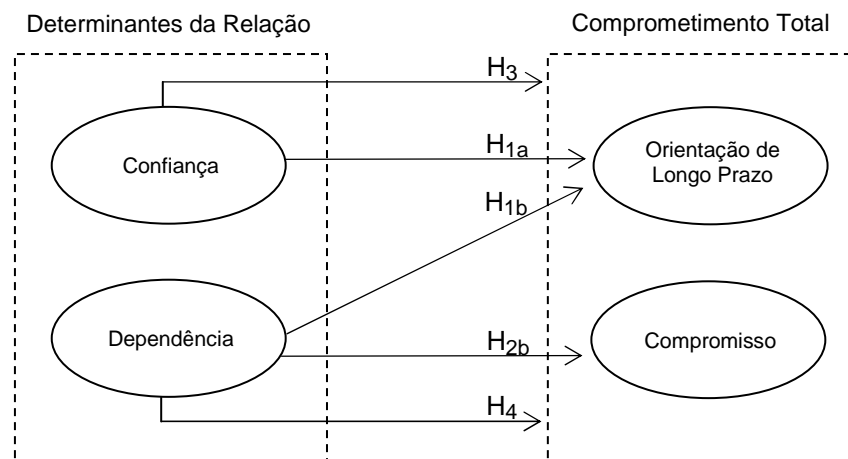 Determinantes da Relação
Comprometimento Total
H3
Confiança
H1a
Orientação de
Longo Prazo
H1b
Dependência
H2b
Compromisso
H4